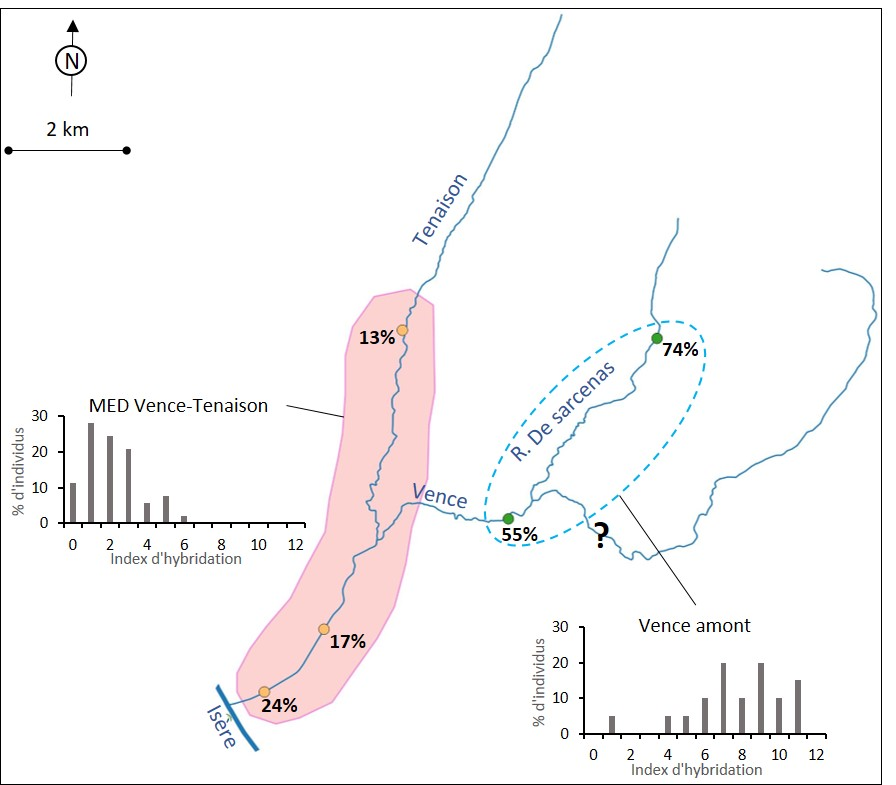 N
2 km
Tenaison
13%
74%
R. De sarcenas
MED Vence-Tenaison
Vence
55%
?
% d'individus
30
20
10
0
0 2 4 6 8 10 12
Index d'hybridation
17%
24%
Isère
Vence amont
% d'individus
30
20
10
0
0 2 4 6 8 10 12
Index d'hybridation